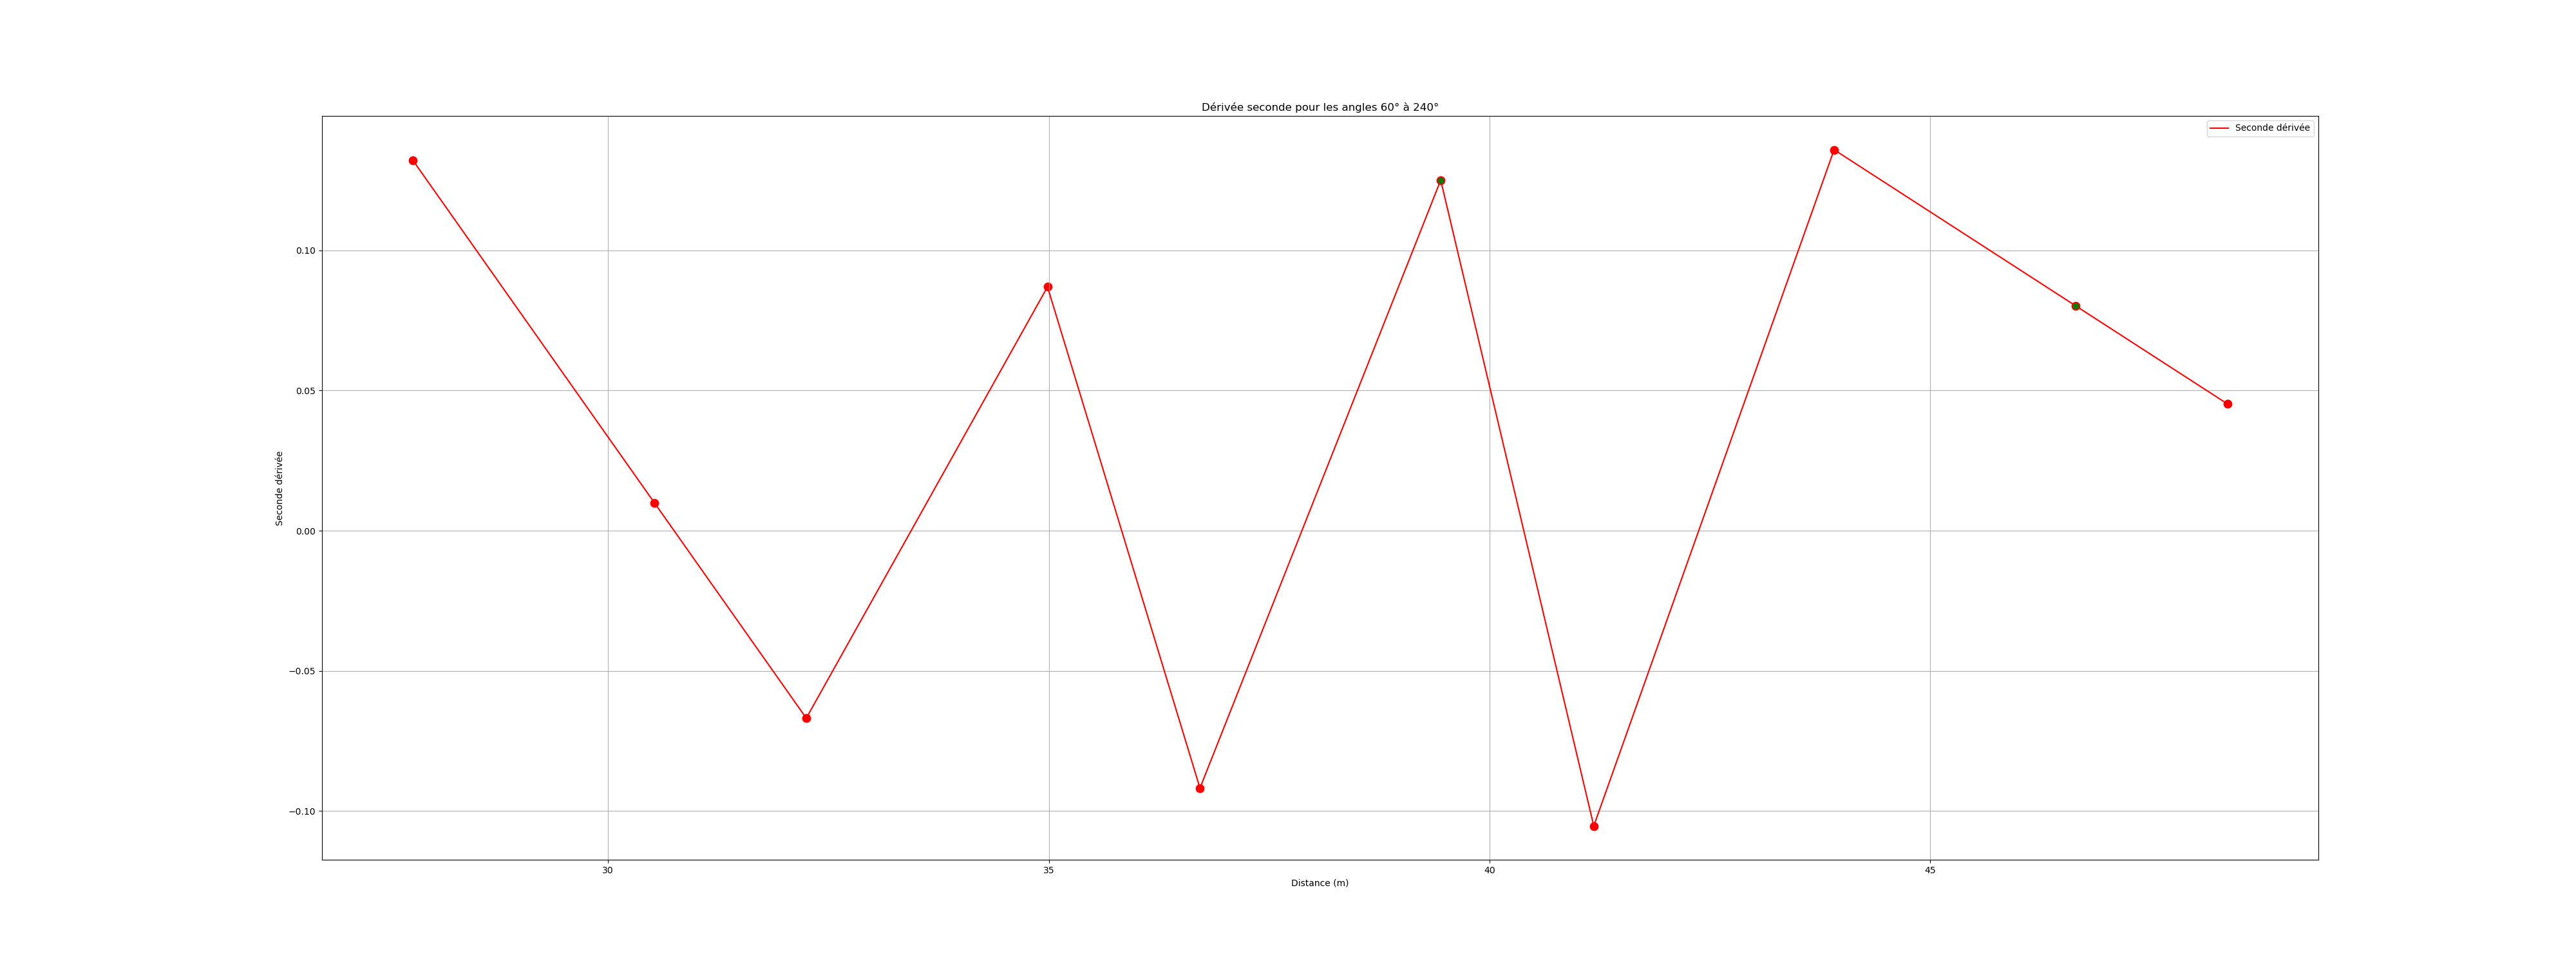 Dérivée seconde pour les angles 60° à 240°
Seconde dérivée
0.10
0.05
0.00
−0.05
−0.10
Seconde dérivée
30
35
40
45
Distance (m)